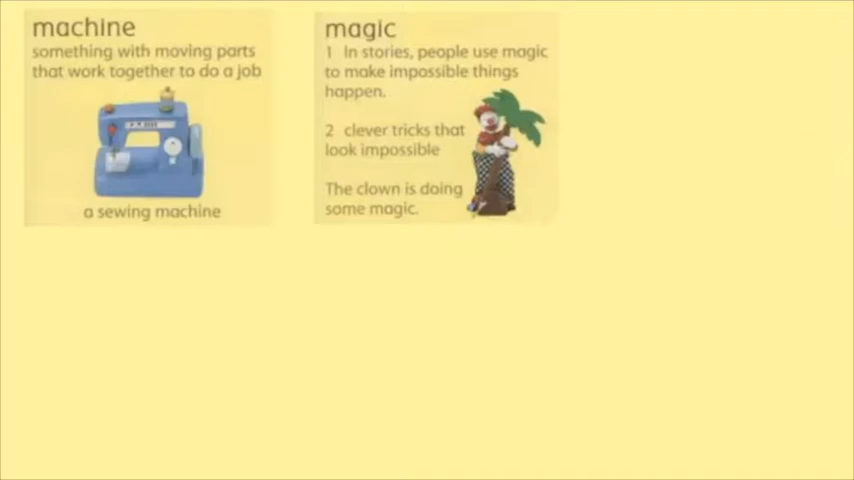 machine
something with moving parts
that work together to do a job
a sewing machine
magic
1 In stories, people use magic
to make impossible things
happen.
2 clever tricks that
look impossible
The clown is doing
some magic.